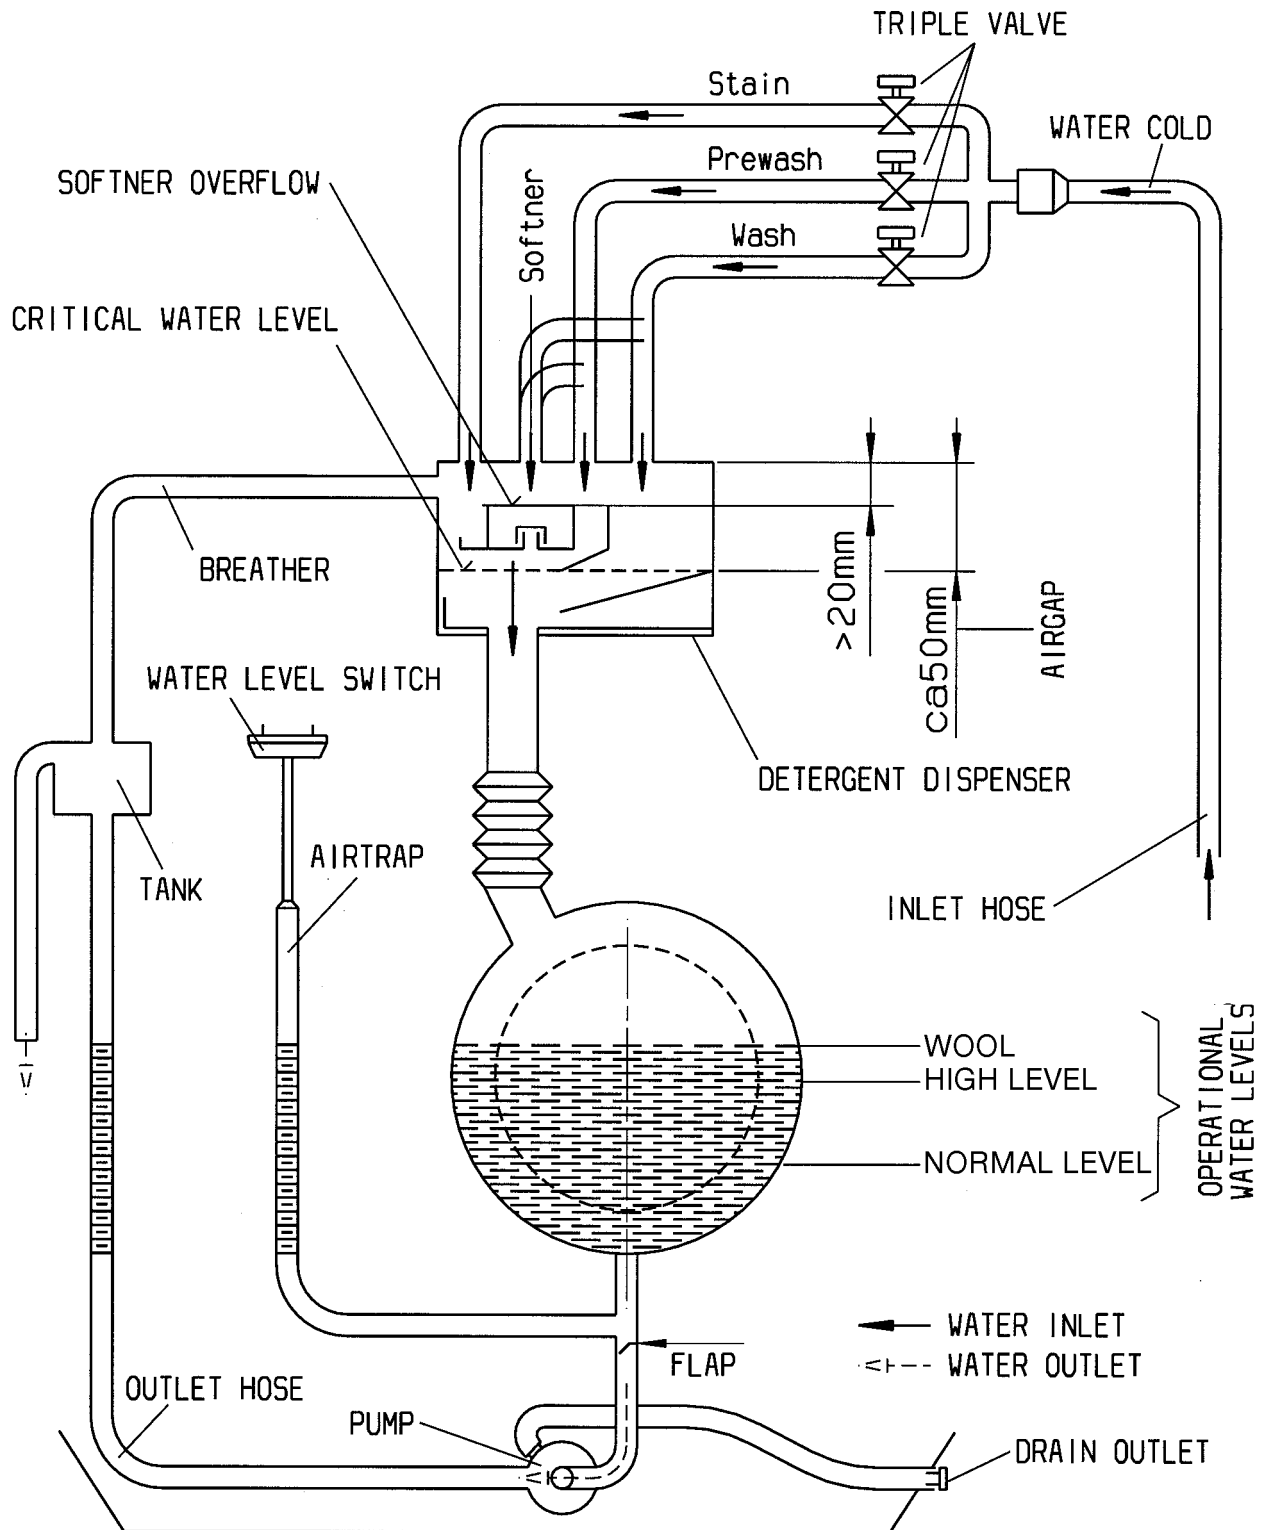 TRIPLE VALVE
Stain
WATER COLD
Prewash
SOFTNER OVERFLOW
Softner
Wash
CRITICAL WATER LEVEL
BREATHER
>20mm
ca50mm
AIRGAP
WATER LEVEL SWITCH
DETERGENT DISPENSER
AIRTRAP
TANK
INLET HOSE
WOOL
HIGH LEVEL
NORMAL LEVEL
OPERATIONAL
WATER LEVELS
WATER INLET
FLAP
WATER OUTLET
OUTLET HOSE
PUMP
DRAIN OUTLET